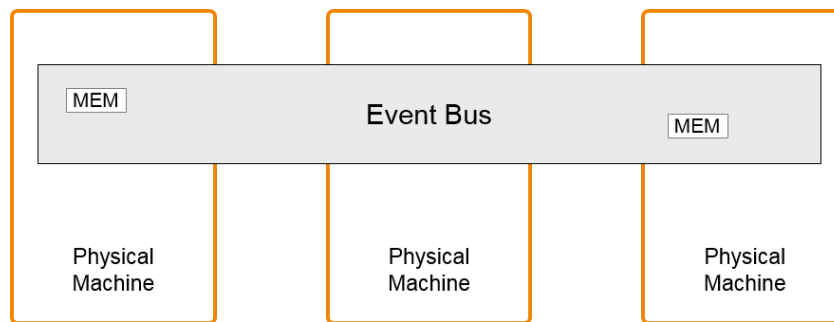 MEM
Event Bus
MEM
Physical
Machine
Physical
Machine
Physical
Machine